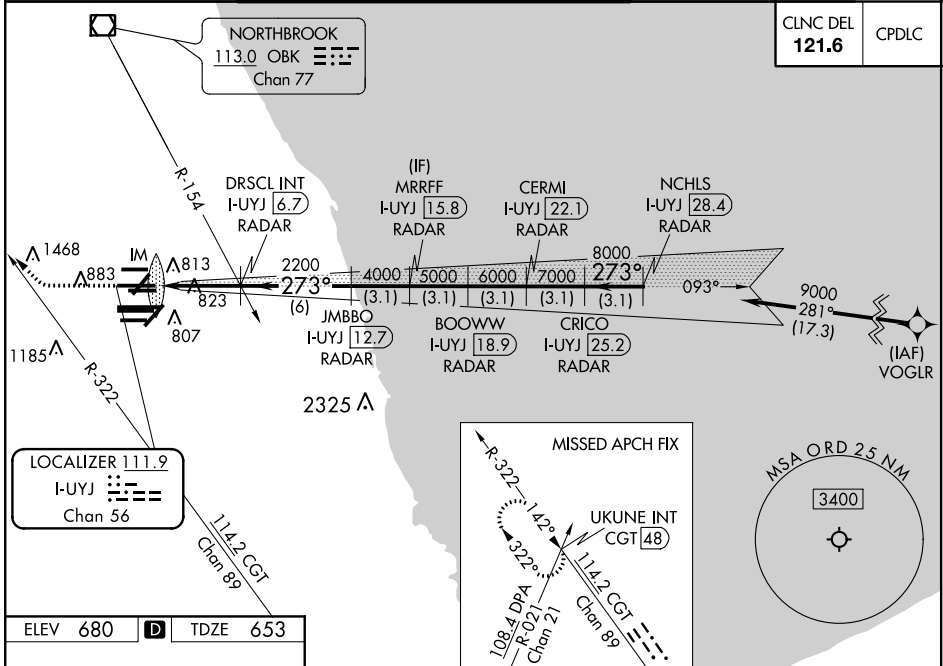 NORTHBROOK
113.0 OBK
Chan 77
CLNC DEL
121.6
CPDLC
R-154
DRSCL INT
I-UYJ 6.7
RADAR
(IF)
MRRFF
I-UYJ 15.8
RADAR
CERMI
I-UYJ 22.1
RADAR
NCHLS
I-UYJ 28.4
RADAR
1468
883
IM
813
823
807
1185
2200
273°
(6)
4000
(3.1)
5000
(3.1)
6000
(3.1)
7000
(3.1)
8000
273°
(3.1)
093°
9000
281°
(17.3)
(IAF)
VOGLR
JMBBO
I-UYJ 12.7
RADAR
BOOWW
I-UYJ 18.9
RADAR
CRICO
I-UYJ 25.2
RADAR
2325
R-322
LOCALIZER 111.9
I-UYJ
Chan 56
114.2 CGT
Chan 89
MISSED APCH FIX
R-322
142°
322°
UKUNE INT
CGT 48
114.2 CGT
Chan 89
108.4 DPA
R-021
Chan 21
MSA ORD 25 NM
3400
ELEV 680 D TDZE 653